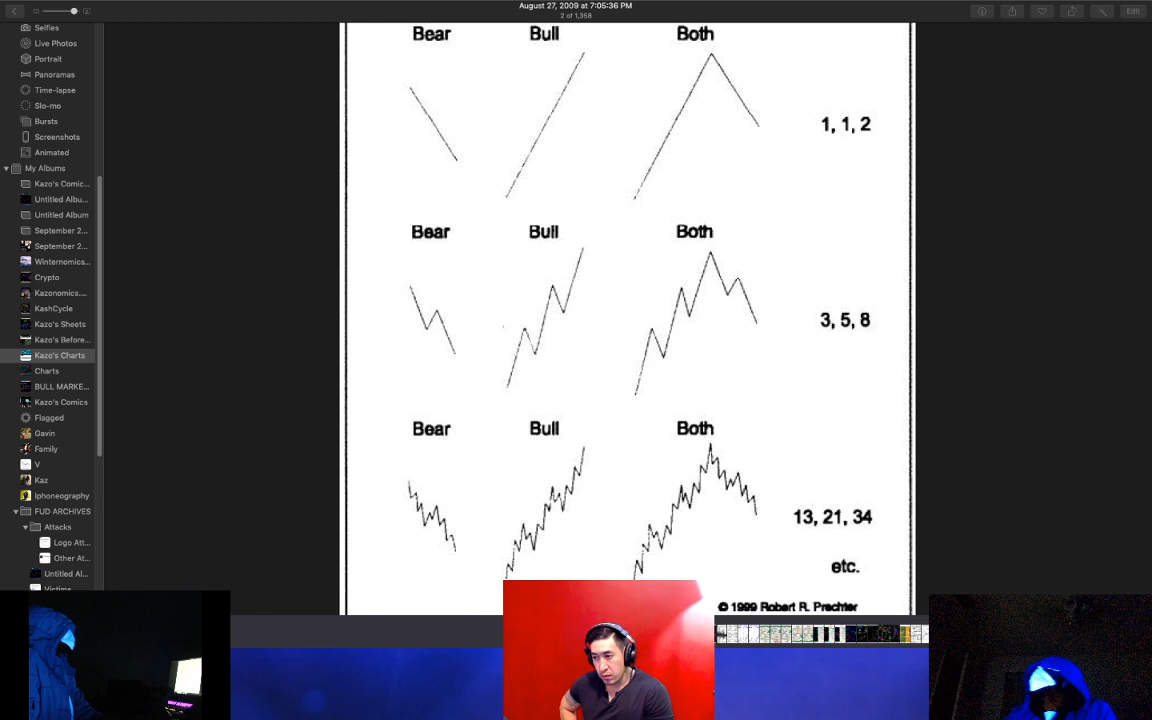 August 27, 2009 at 7:05:36 PM
2 of 1,358
Edit
Selfies
Live Photos
Portrait
Panoramas
Time-lapse
Slo-mo
Bursts
Screenshots
Animated
My Albums
Kazo's Comic...
Untitled Albu...
Untitled Album
September 2...
September 2...
Winternomics...
Crypto
Kazonomics....
KashCycle
Kazo's Sheets
Kazo's Before...
Kazo's Charts
Charts
BULL MARKE...
Kazo's Comics
Flagged
Gavin
Family
V
Kaz
Iphoneography
FUD ARCHIVES
Attacks
Logo Att...
Other At...
Untitled Al...
Victims
Bear Bull Both
1, 1, 2
Bear Bull Both
3, 5, 8
Bear Bull Both
13, 21, 34
etc.
© 1999 Robert R. Prechter